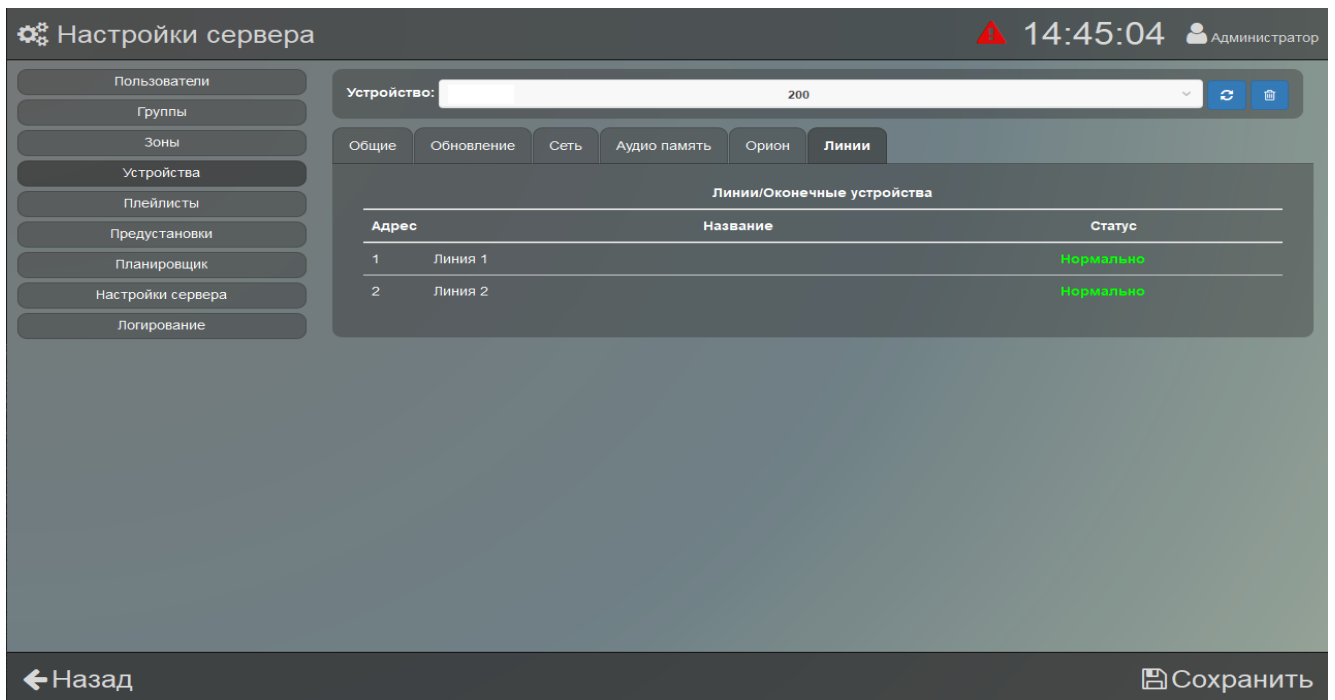 Настройки сервера
14:45:04 Администратор
Пользователи
Группы
Зоны
Устройства
Плейлисты
Предустановки
Планировщик
Настройки сервера
Логирование
Устройство: 200
Общие Обновление Сеть Аудио память Орион Линии
Линии/Оконечные устройства
Адрес Название Статус
1 Линия 1 Нормально
2 Линия 2 Нормально
Назад Сохранить